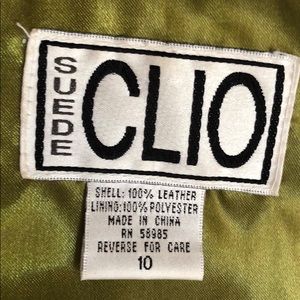 SUEDE
CLIO
SHELL: 100% LEATHER
LINING:100%POLYESTER
MADE IN CHINA
RN 58985
REVERSE FOR CARE
10